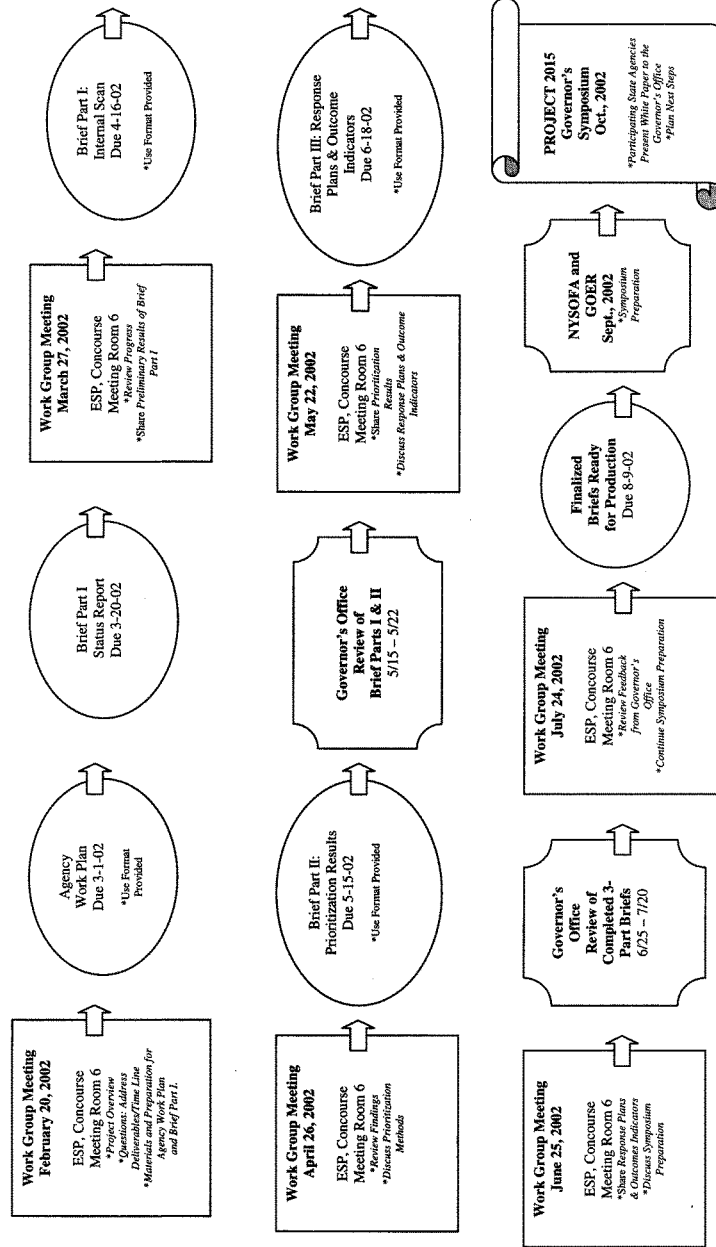 Work Group Meeting
February 20, 2002
ESP, Concourse
Meeting Room 6
*Project Overview
*Questions: Address
Deliverables/Time Line
*Materials and Preparation for
Agency Work Plan
and Brief Part I.
Agency
Work Plan
Due 3-1-02
*Use Format
Provided
Brief Part I
Status Report
Due 3-20-02
Work Group Meeting
March 27, 2002
ESP, Concourse
Meeting Room 6
*Review Progress
*Share Preliminary Results of Brief
Part I
Brief Part I:
Internal Scan
Due 4-16-02
*Use Format Provided
Work Group Meeting
April 26, 2002
ESP, Concourse
Meeting Room 6
*Review Findings
*Discuss Prioritization
Methods
Brief Part II:
Prioritization Results
Due 5-15-02
*Use Format Provided
Governor's Office
Review of
Brief Parts I & II
5/15 – 5/22
Work Group Meeting
May 22, 2002
ESP, Concourse
Meeting Room 6
*Share Prioritization
Results
*Discuss Response Plans & Outcome
Indicators
Brief Part III: Response
Plans & Outcome
Indicators
Due 6-18-02
*Use Format Provided
Work Group Meeting
June 25, 2002
ESP, Concourse
Meeting Room 6
*Share Response Plans
& Outcomes Indicators
*Discuss Symposium
Preparation
Governor's
Office
Review of
Completed 3-
Part Briefs
6/25 – 7/20
Work Group Meeting
July 24, 2002
ESP, Concourse
Meeting Room 6
*Review Feedback
from Governor's
Office
*Continue Symposium Preparation
Finalized
Briefs Ready
for Production
Due 8-9-02
NYSOFA and
GOER
Sept., 2002
*Symposium
Preparation
PROJECT 2015
Governor's
Symposium
Oct., 2002
*Participating State Agencies
Present White Paper to the
Governor's Office
*Plan Next Steps